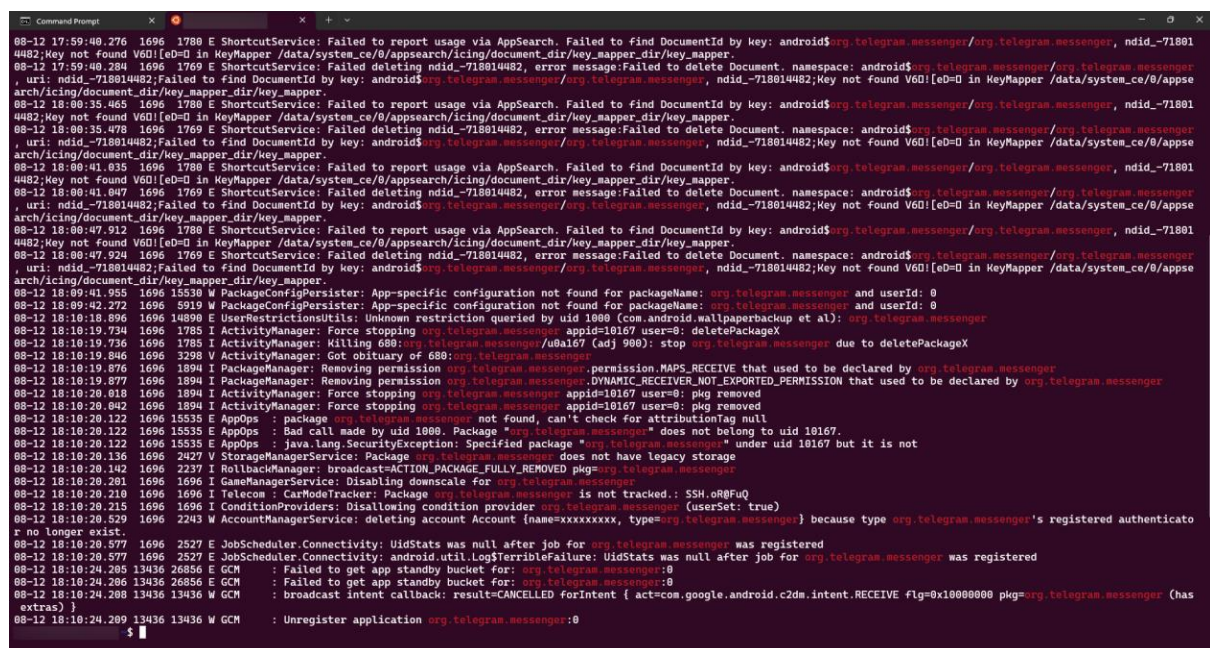 Command Prompt
08-12 17:59:40.276  1696  1780 E ShortcutService: Failed to report usage via AppSearch. Failed to find DocumentId by key: android$org.telegram.messenger/org.telegram.messenger, ndid_-71801
4482;Key not found V6▯![eD=▯ in KeyMapper /data/system_ce/0/appsearch/icing/document_dir/key_mapper_dir/key_mapper.
08-12 17:59:40.284  1696  1769 E ShortcutService: Failed deleting ndid_-718014482, error message:Failed to delete Document. namespace: android$org.telegram.messenger/org.telegram.messenger
, uri: ndid_-718014482;Failed to find DocumentId by key: android$org.telegram.messenger/org.telegram.messenger, ndid_-718014482;Key not found V6▯![eD=▯ in KeyMapper /data/system_ce/0/appse
arch/icing/document_dir/key_mapper_dir/key_mapper.
08-12 18:00:35.465  1696  1780 E ShortcutService: Failed to report usage via AppSearch. Failed to find DocumentId by key: android$org.telegram.messenger/org.telegram.messenger, ndid_-71801
4482;Key not found V6▯![eD=▯ in KeyMapper /data/system_ce/0/appsearch/icing/document_dir/key_mapper_dir/key_mapper.
08-12 18:00:35.478  1696  1769 E ShortcutService: Failed deleting ndid_-718014482, error message:Failed to delete Document. namespace: android$org.telegram.messenger/org.telegram.messenger
, uri: ndid_-718014482;Failed to find DocumentId by key: android$org.telegram.messenger/org.telegram.messenger, ndid_-718014482;Key not found V6▯![eD=▯ in KeyMapper /data/system_ce/0/appse
arch/icing/document_dir/key_mapper_dir/key_mapper.
08-12 18:00:41.035  1696  1780 E ShortcutService: Failed to report usage via AppSearch. Failed to find DocumentId by key: android$org.telegram.messenger/org.telegram.messenger, ndid_-71801
4482;Key not found V6▯![eD=▯ in KeyMapper /data/system_ce/0/appsearch/icing/document_dir/key_mapper_dir/key_mapper.
08-12 18:00:41.047  1696  1769 E ShortcutService: Failed deleting ndid_-718014482, error message:Failed to delete Document. namespace: android$org.telegram.messenger/org.telegram.messenger
, uri: ndid_-718014482;Failed to find DocumentId by key: android$org.telegram.messenger/org.telegram.messenger, ndid_-718014482;Key not found V6▯![eD=▯ in KeyMapper /data/system_ce/0/appse
arch/icing/document_dir/key_mapper_dir/key_mapper.
08-12 18:00:47.912  1696  1780 E ShortcutService: Failed to report usage via AppSearch. Failed to find DocumentId by key: android$org.telegram.messenger/org.telegram.messenger, ndid_-71801
4482;Key not found V6▯![eD=▯ in KeyMapper /data/system_ce/0/appsearch/icing/document_dir/key_mapper_dir/key_mapper.
08-12 18:00:47.924  1696  1769 E ShortcutService: Failed deleting ndid_-718014482, error message:Failed to delete Document. namespace: android$org.telegram.messenger/org.telegram.messenger
, uri: ndid_-718014482;Failed to find DocumentId by key: android$org.telegram.messenger/org.telegram.messenger, ndid_-718014482;Key not found V6▯![eD=▯ in KeyMapper /data/system_ce/0/appse
arch/icing/document_dir/key_mapper_dir/key_mapper.
08-12 18:09:41.955  1696 15530 W PackageConfigPersister: App-specific configuration not found for packageName: org.telegram.messenger and userId: 0
08-12 18:09:42.272  1696  5919 W PackageConfigPersister: App-specific configuration not found for packageName: org.telegram.messenger and userId: 0
08-12 18:10:18.896  1696 14890 E UserRestrictionsUtils: Unknown restriction queried by uid 1000 (com.android.wallpaperbackup et al): org.telegram.messenger
08-12 18:10:19.734  1696  1785 I ActivityManager: Force stopping org.telegram.messenger appid=10167 user=0: deletePackageX
08-12 18:10:19.736  1696  1785 I ActivityManager: Killing 680:org.telegram.messenger/u0a167 (adj 900): stop org.telegram.messenger due to deletePackageX
08-12 18:10:19.846  1696  3298 V ActivityManager: Got obituary of 680:org.telegram.messenger
08-12 18:10:19.876  1696  1894 I PackageManager: Removing permission org.telegram.messenger.permission.MAPS_RECEIVE that used to be declared by org.telegram.messenger
08-12 18:10:19.877  1696  1894 I PackageManager: Removing permission org.telegram.messenger.DYNAMIC_RECEIVER_NOT_EXPORTED_PERMISSION that used to be declared by org.telegram.messenger
08-12 18:10:20.018  1696  1894 I ActivityManager: Force stopping org.telegram.messenger appid=10167 user=0: pkg removed
08-12 18:10:20.042  1696  1894 I ActivityManager: Force stopping org.telegram.messenger appid=10167 user=0: pkg removed
08-12 18:10:20.122  1696 15535 E AppOps  : package org.telegram.messenger not found, can't check for attributionTag null
08-12 18:10:20.122  1696 15535 E AppOps  : Bad call made by uid 1000. Package "org.telegram.messenger" does not belong to uid 10167.
08-12 18:10:20.122  1696 15535 E AppOps  : java.lang.SecurityException: Specified package "org.telegram.messenger" under uid 10167 but it is not
08-12 18:10:20.136  1696  2427 V StorageManagerService: Package org.telegram.messenger does not have legacy storage
08-12 18:10:20.142  1696  2237 I RollbackManager: broadcast=ACTION_PACKAGE_FULLY_REMOVED pkg=org.telegram.messenger
08-12 18:10:20.201  1696  1696 I GameManagerService: Disabling downscale for org.telegram.messenger
08-12 18:10:20.210  1696  1696 I Telecom : CarModeTracker: Package org.telegram.messenger is not tracked.: SSH.oR@FuQ
08-12 18:10:20.215  1696  1696 I ConditionProviders: Disallowing condition provider org.telegram.messenger (userSet: true)
08-12 18:10:20.529  1696  2243 W AccountManagerService: deleting account Account {name=xxxxxxxxx, type=org.telegram.messenger} because type org.telegram.messenger's registered authenticato
r no longer exist.
08-12 18:10:20.577  1696  2527 E JobScheduler.Connectivity: UidStats was null after job for org.telegram.messenger was registered
08-12 18:10:20.577  1696  2527 E JobScheduler.Connectivity: android.util.Log$TerribleFailure: UidStats was null after job for org.telegram.messenger was registered
08-12 18:10:24.205 13436 26856 E GCM     : Failed to get app standby bucket for: org.telegram.messenger:0
08-12 18:10:24.206 13436 26856 E GCM     : Failed to get app standby bucket for: org.telegram.messenger:0
08-12 18:10:24.208 13436 13436 W GCM     : broadcast intent callback: result=CANCELLED forIntent { act=com.google.android.c2dm.intent.RECEIVE flg=0x10000000 pkg=org.telegram.messenger (has
 extras) }
08-12 18:10:24.209 13436 13436 W GCM     : Unregister application org.telegram.messenger:0
~$